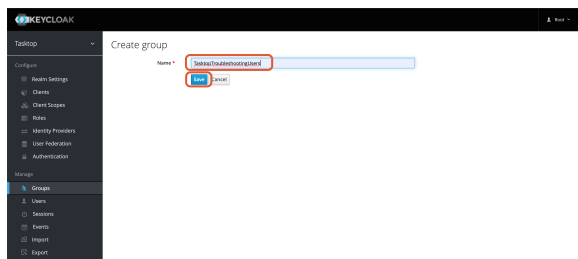 KEYCLOAK
Root
Tasktop
Create group
Name *
TasktopTroubleshootingUsers
Save
Cancel
Configure
Realm Settings
Clients
Client Scopes
Roles
Identity Providers
User Federation
Authentication
Manage
Groups
Users
Sessions
Events
Import
Export